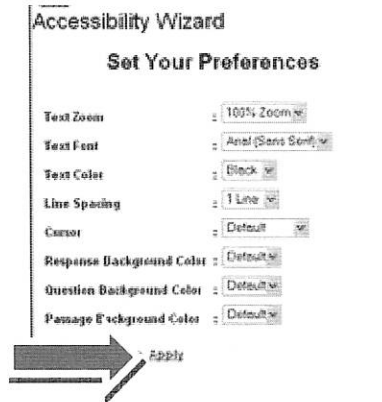 Accessibility Wizard
Set Your Preferences
Text Zoom : 100% Zoom
Text Font : Arial (Sans Serif)
Text Color : Black
Line Spacing : 1 Line
Cursor : Default
Response Background Color : Default
Question Background Color : Default
Passage Background Color : Default
Apply